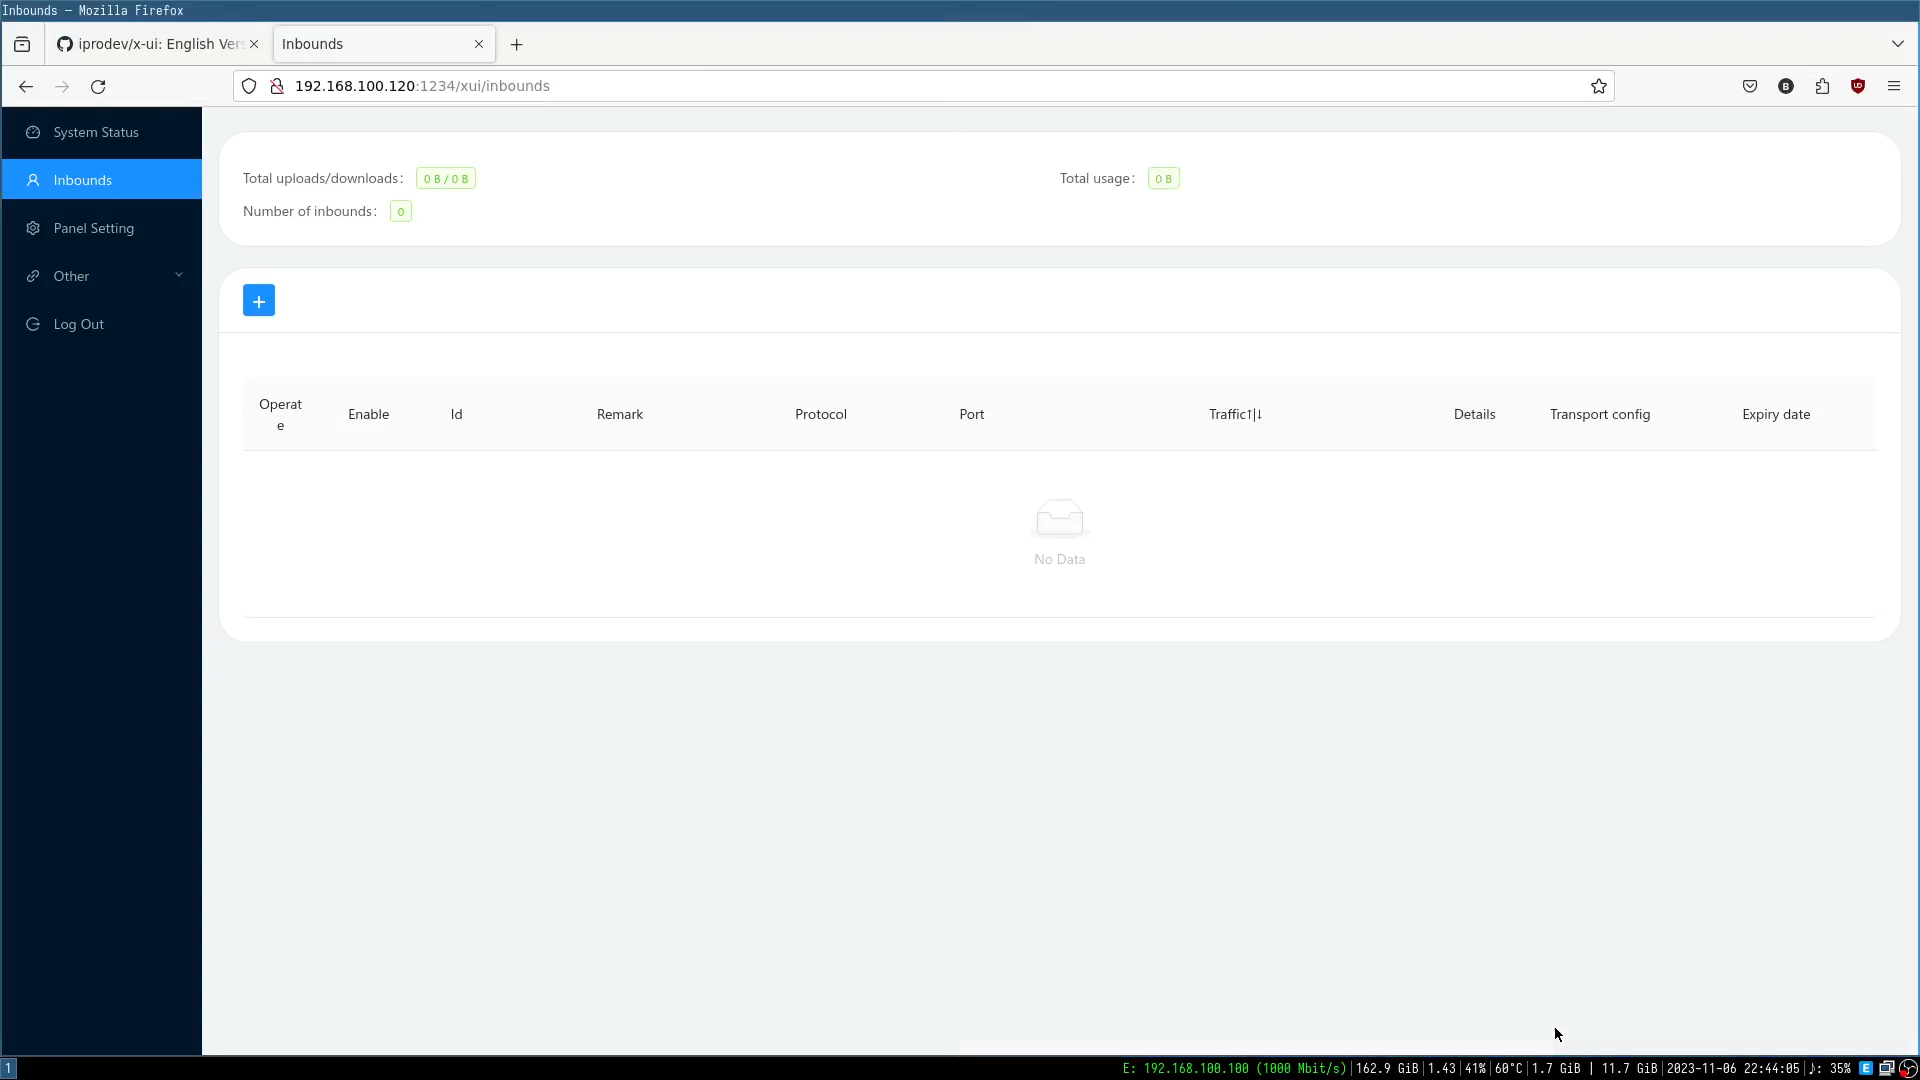 Inbounds — Mozilla Firefox
iprodev/x-ui: English Vers
Inbounds
192.168.100.120:1234/xui/inbounds
System Status
Inbounds
Panel Setting
Other
Log Out
Total uploads/downloads: 0 B / 0 B
Total usage: 0 B
Number of inbounds: 0
+
Operate Enable Id Remark Protocol Port Traffic↑|↓ Details Transport config Expiry date
No Data
1 E: 192.168.100.100 (1000 Mbit/s)|162.9 GiB|1.43|41%|60°C|1.7 GiB | 11.7 GiB|2023-11-06 22:44:05|♪: 35% E